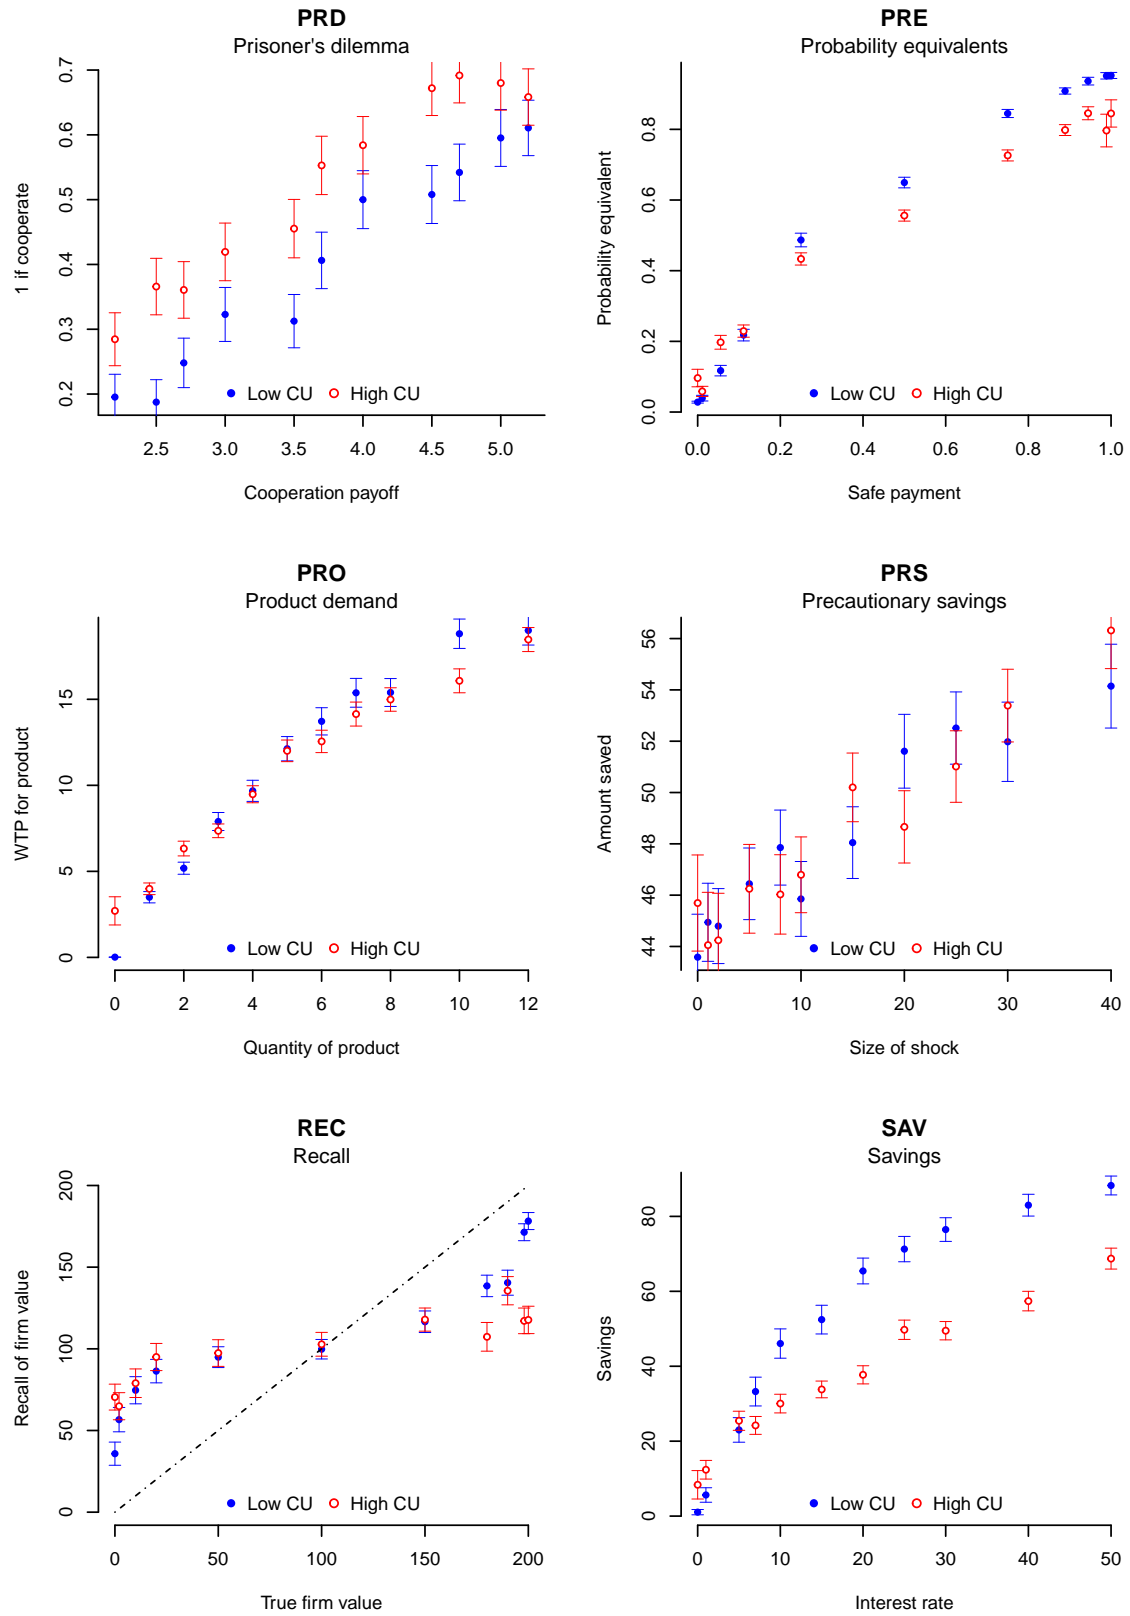 PRD
Prisoner's dilemma
0.7
0.6
0.5
0.4
0.3
0.2
1 if cooperate
Low CU High CU
2.5 3.0 3.5 4.0 4.5 5.0
Cooperation payoff
PRE
Probability equivalents
0.8
0.6
0.4
0.2
0.0
Probability equivalent
Low CU High CU
0.0 0.2 0.4 0.6 0.8 1.0
Safe payment
PRO
Product demand
15
10
5
0
WTP for product
Low CU High CU
0 2 4 6 8 10 12
Quantity of product
PRS
Precautionary savings
56
54
52
50
48
46
44
Amount saved
Low CU High CU
0 10 20 30 40
Size of shock
REC
Recall
200
150
100
50
0
Recall of firm value
Low CU High CU
0 50 100 150 200
True firm value
SAV
Savings
80
60
40
20
0
Savings
Low CU High CU
0 10 20 30 40 50
Interest rate